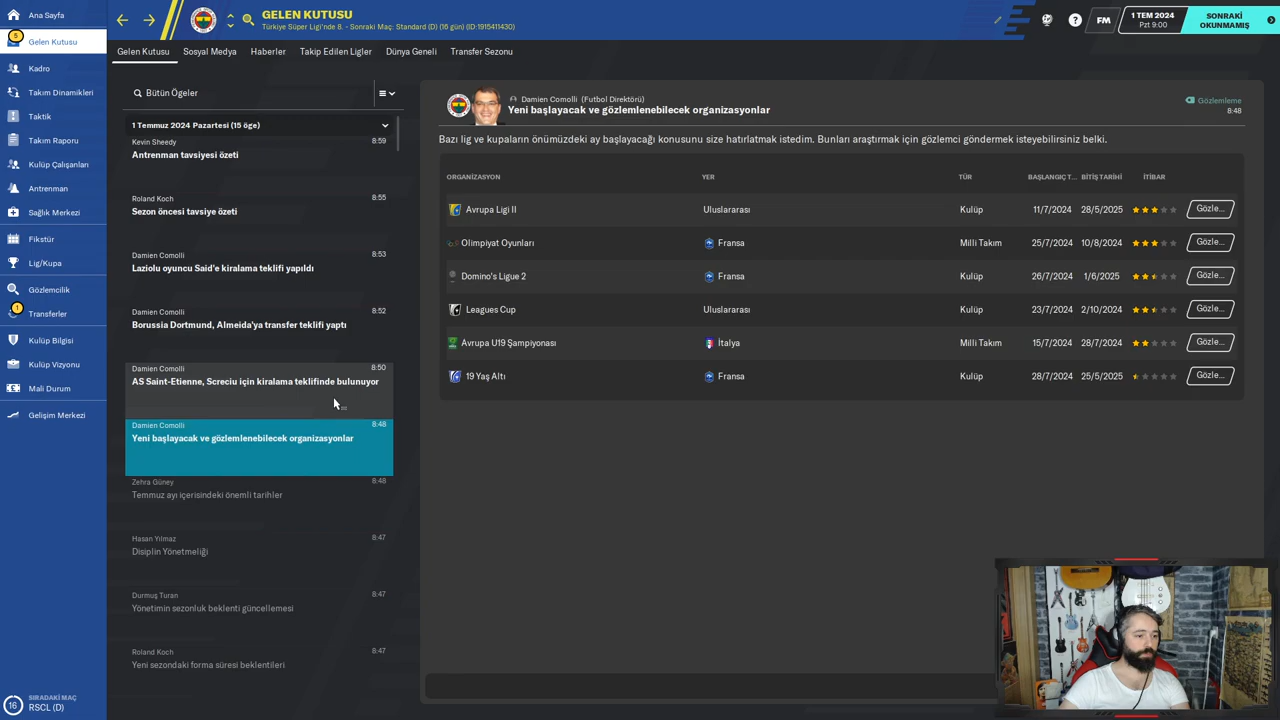 Ana Sayfa
5
Gelen Kutusu
Kadro
Takım Dinamikleri
Taktik
Takım Raporu
Kulüp Çalışanları
Antrenman
Sağlık Merkezi
Fikstür
Lig/Kupa
Gözlemcilik
1
Transferler
Kulüp Bilgisi
Kulüp Vizyonu
Mali Durum
Gelişim Merkezi
16
SIRADAKİ MAÇ
RSCL (D)
GELEN KUTUSU
Türkiye Süper Ligi'nde 8. - Sonraki Maç: Standard (D) (16 gün) (ID:1915411430)
?
FM
1 TEM 2024
Pzt 9:00
SONRAKİ
OKUNMAMIŞ
Gelen Kutusu Sosyal Medya Haberler Takip Edilen Ligler Dünya Geneli Transfer Sezonu
Bütün Ögeler
1 Temmuz 2024 Pazartesi (15 öge)
Kevin Sheedy 8:59
Antrenman tavsiyesi özeti
Roland Koch 8:55
Sezon öncesi tavsiye özeti
Damien Comolli 8:53
Laziolu oyuncu Said'e kiralama teklifi yapıldı
Damien Comolli 8:52
Borussia Dortmund, Almeida'ya transfer teklifi yaptı
Damien Comolli 8:50
AS Saint-Etienne, Screciu için kiralama teklifinde bulunuyor
Damien Comolli 8:48
Yeni başlayacak ve gözlemlenebilecek organizasyonlar
Zehra Güney 8:48
Temmuz ayı içerisindeki önemli tarihler
Hasan Yılmaz 8:47
Disiplin Yönetmeliği
Durmuş Turan 8:47
Yönetimin sezonluk beklenti güncellemesi
Roland Koch 8:47
Yeni sezondaki forma süresi beklentileri
Damien Comolli (Futbol Direktörü)
Yeni başlayacak ve gözlemlenebilecek organizasyonlar
Gözlemleme
8:48
Bazı lig ve kupaların önümüzdeki ay başlayacağı konusunu size hatırlatmak istedim. Bunları araştırmak için gözlemci göndermek isteyebilirsiniz belki.
ORGANİZASYON YER TÜR BAŞLANGIÇ T... BİTİŞ TARİHİ İTİBAR
Avrupa Ligi II Uluslararası Kulüp 11/7/2024 28/5/2025 Gözle...
Olimpiyat Oyunları Fransa Milli Takım 25/7/2024 10/8/2024 Gözle...
Domino's Ligue 2 Fransa Kulüp 26/7/2024 1/6/2025 Gözle...
Leagues Cup Uluslararası Kulüp 23/7/2024 2/10/2024 Gözle...
Avrupa U19 Şampiyonası İtalya Milli Takım 15/7/2024 28/7/2024 Gözle...
19 Yaş Altı Fransa Kulüp 28/7/2024 25/5/2025 Gözle...